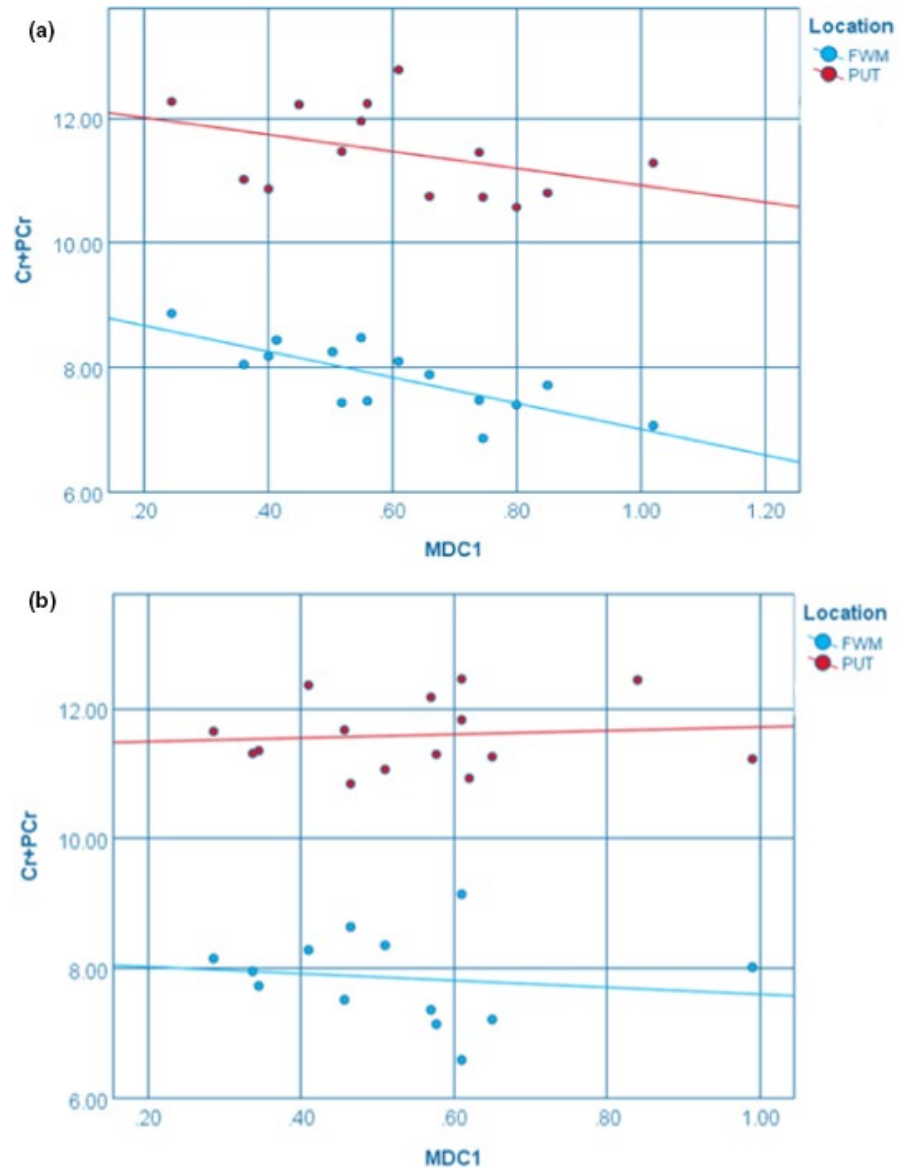 (a)
Location
FWM
PUT
12.00
10.00
8.00
6.00
Cr+PCr
.20 .40 .60 .80 1.00 1.20
MDC1
(b)
Location
FWM
PUT
12.00
10.00
8.00
6.00
Cr+PCr
.20 .40 .60 .80 1.00
MDC1